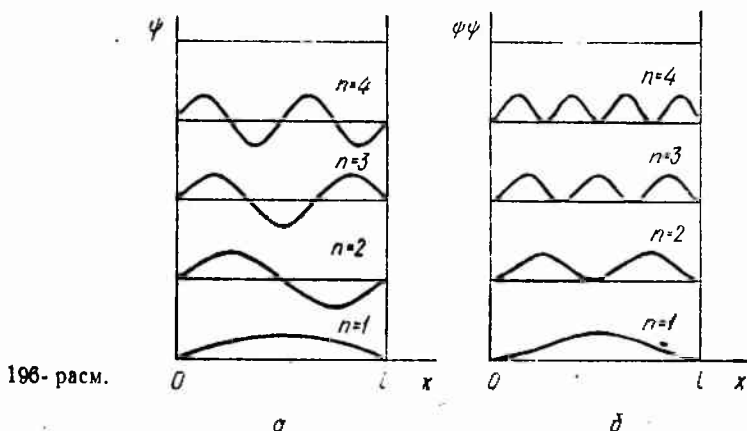 ψ ψψ
n=4 n=4
n=3 n=3
n=2 n=2
n=1 n=1
196- расм. 0 l x 0 l x
а б